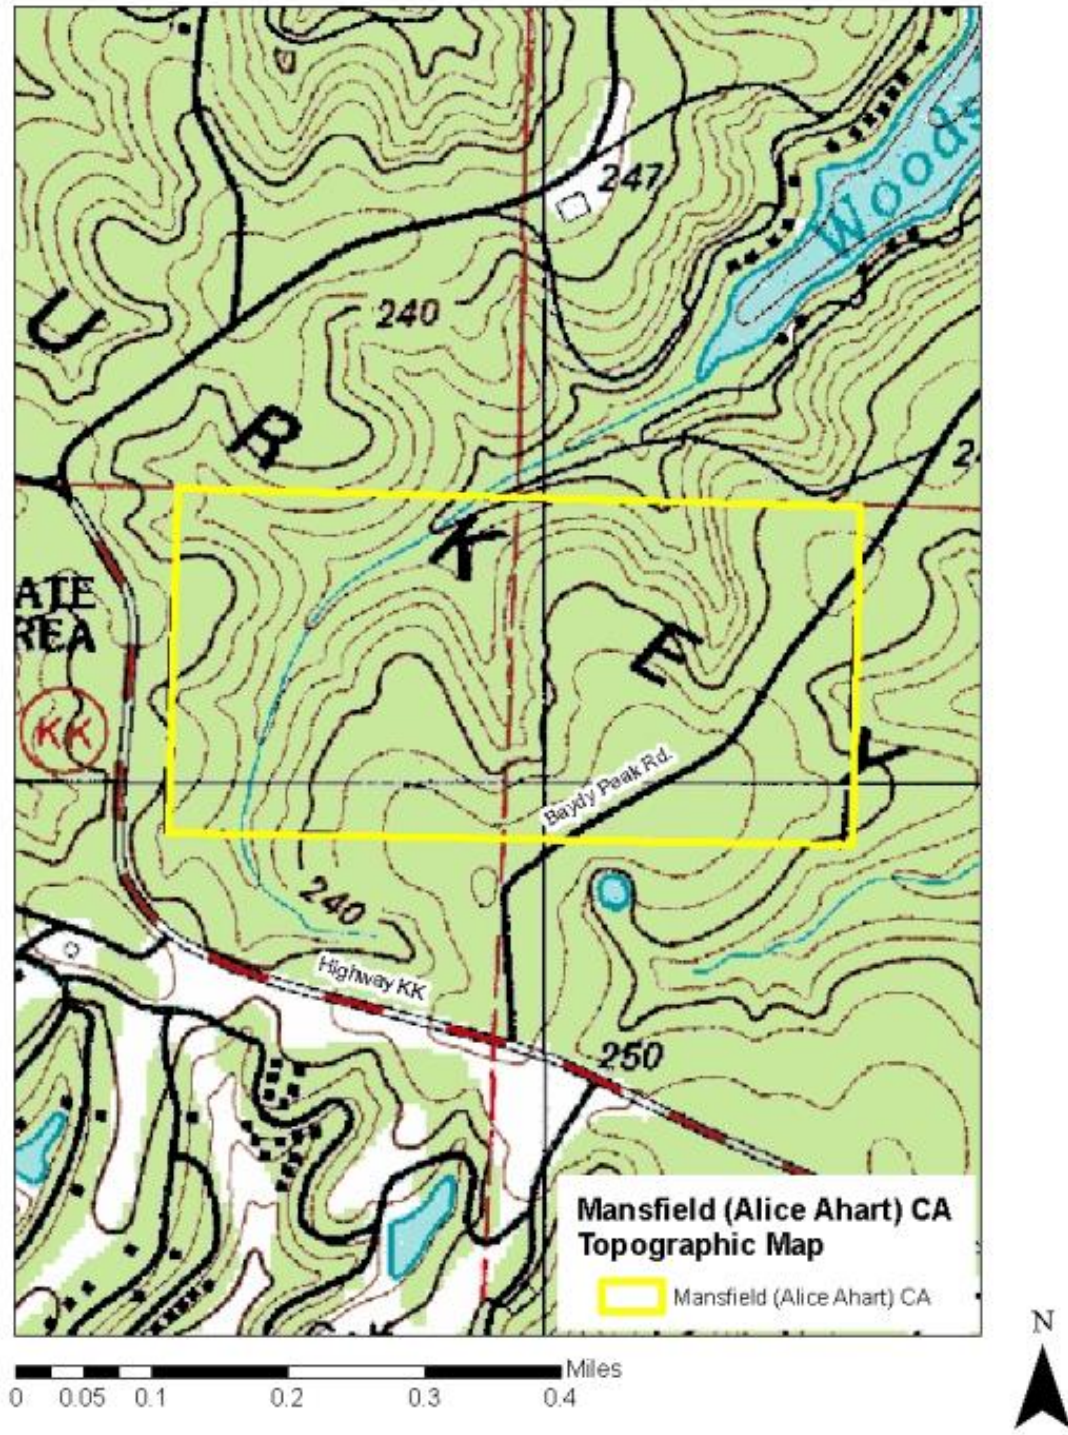 Woods
247
240
U
R
K
24
ATE
REA
KK
E
Baydy Peak Rd.
Y
240
Highway KK
250
Mansfield (Alice Ahart) CA
Topographic Map
Mansfield (Alice Ahart) CA
N
Miles
0 0.05 0.1 0.2 0.3 0.4